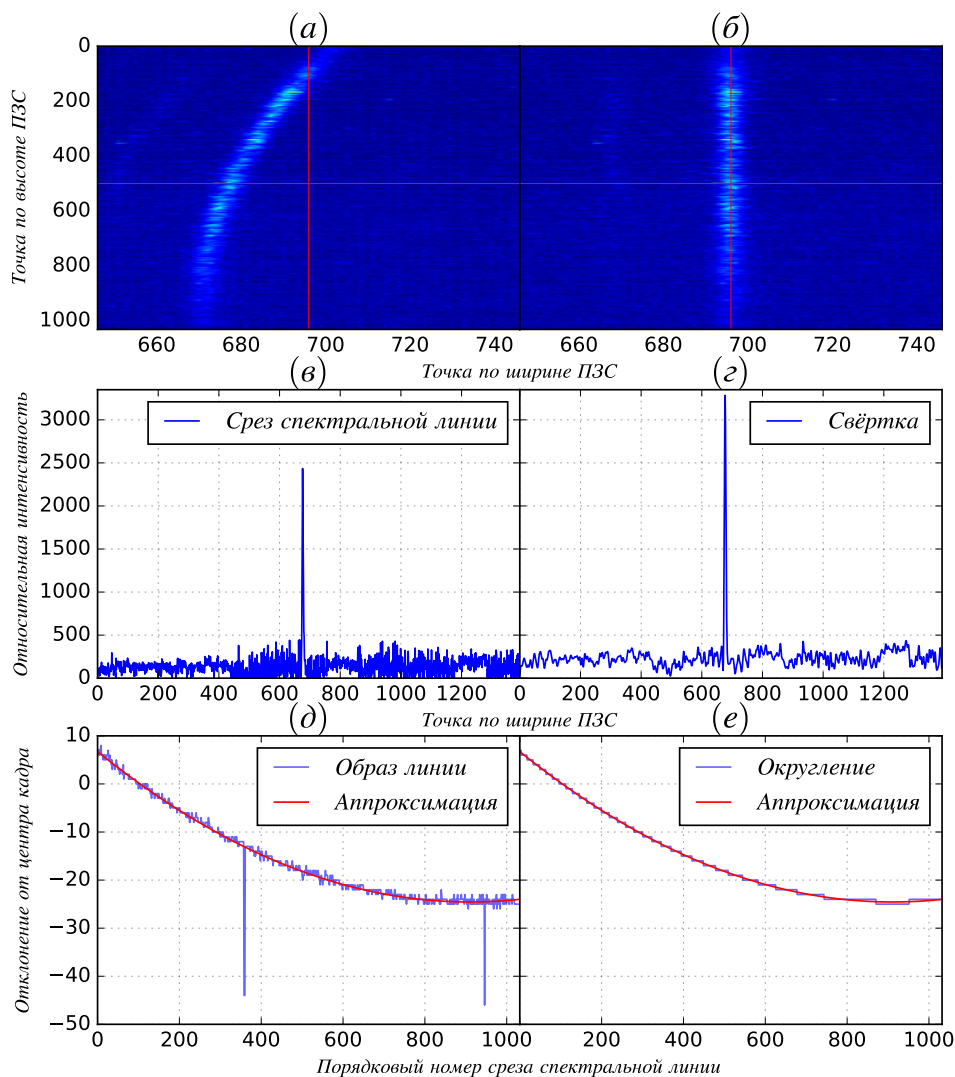 (а) (б)
0
200
400
600
800
1000
Точка по высоте ПЗС
660 680 700 720 740 660 680 700 720 740
Точка по ширине ПЗС
(в) (г)
3000
2500
2000
1500
1000
500
0
Относительная интенсивность
Срез спектральной линии
Свёртка
0 200 400 600 800 1000 1200 0 200 400 600 800 1000 1200
Точка по ширине ПЗС
(д) (е)
10
0
−10
−20
−30
−40
−50
Отклонение от центра кадра
Образ линии
Аппроксимация
Округление
Аппроксимация
0 200 400 600 800 1000 200 400 600 800 1000
Порядковый номер среза спектральной линии